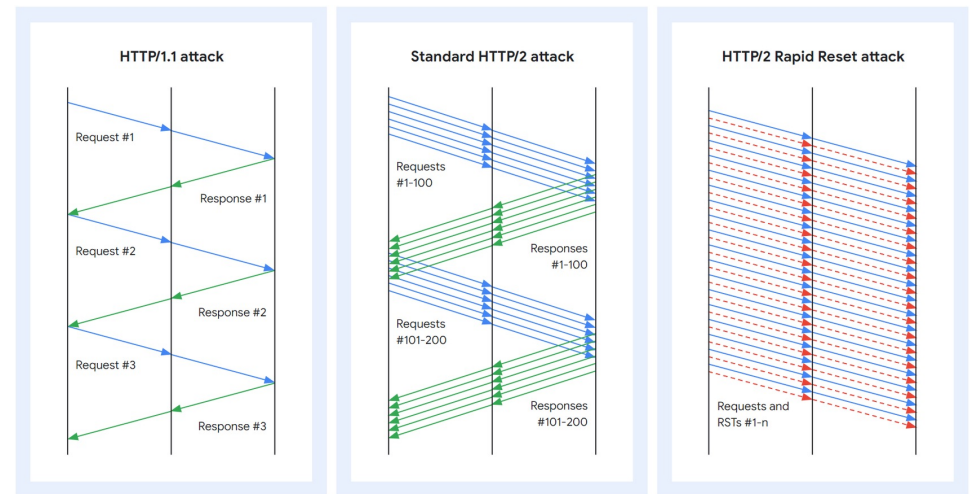 HTTP/1.1 attack
Request #1
Response #1
Request #2
Response #2
Request #3
Response #3
Standard HTTP/2 attack
Requests
#1-100
Responses
#1-100
Requests
#101-200
Responses
#101-200
HTTP/2 Rapid Reset attack
Requests and
RSTs #1-n